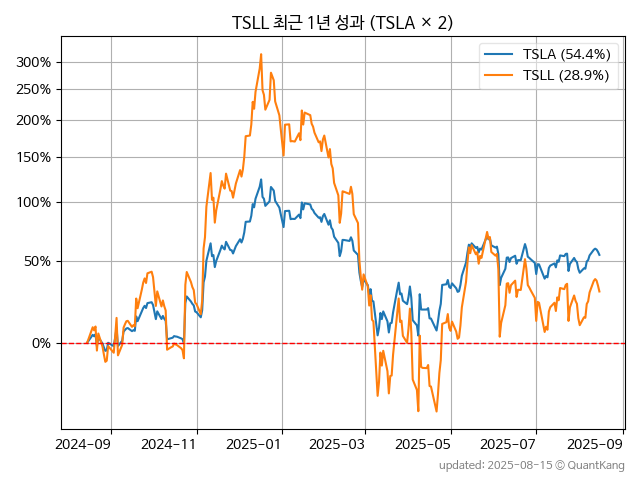 TSLL 최근 1년 성과 (TSLA × 2)
TSLA (54.4%)
TSLL (28.9%)
300%
250%
200%
150%
100%
50%
0%
2024-09 2024-11 2025-01 2025-03 2025-05 2025-07 2025-09
updated: 2025-08-15 © QuantKang